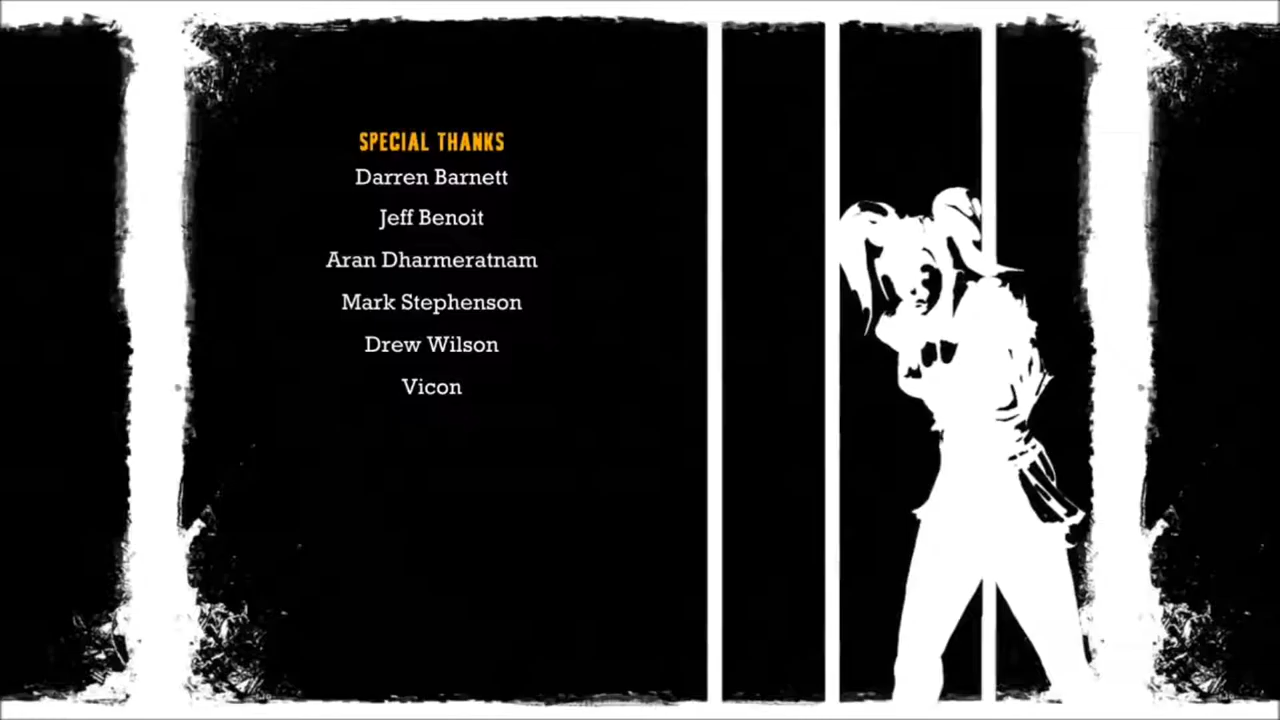 SPECIAL THANKS
Darren Barnett
Jeff Benoit
Aran Dharmeratnam
Mark Stephenson
Drew Wilson
Vicon